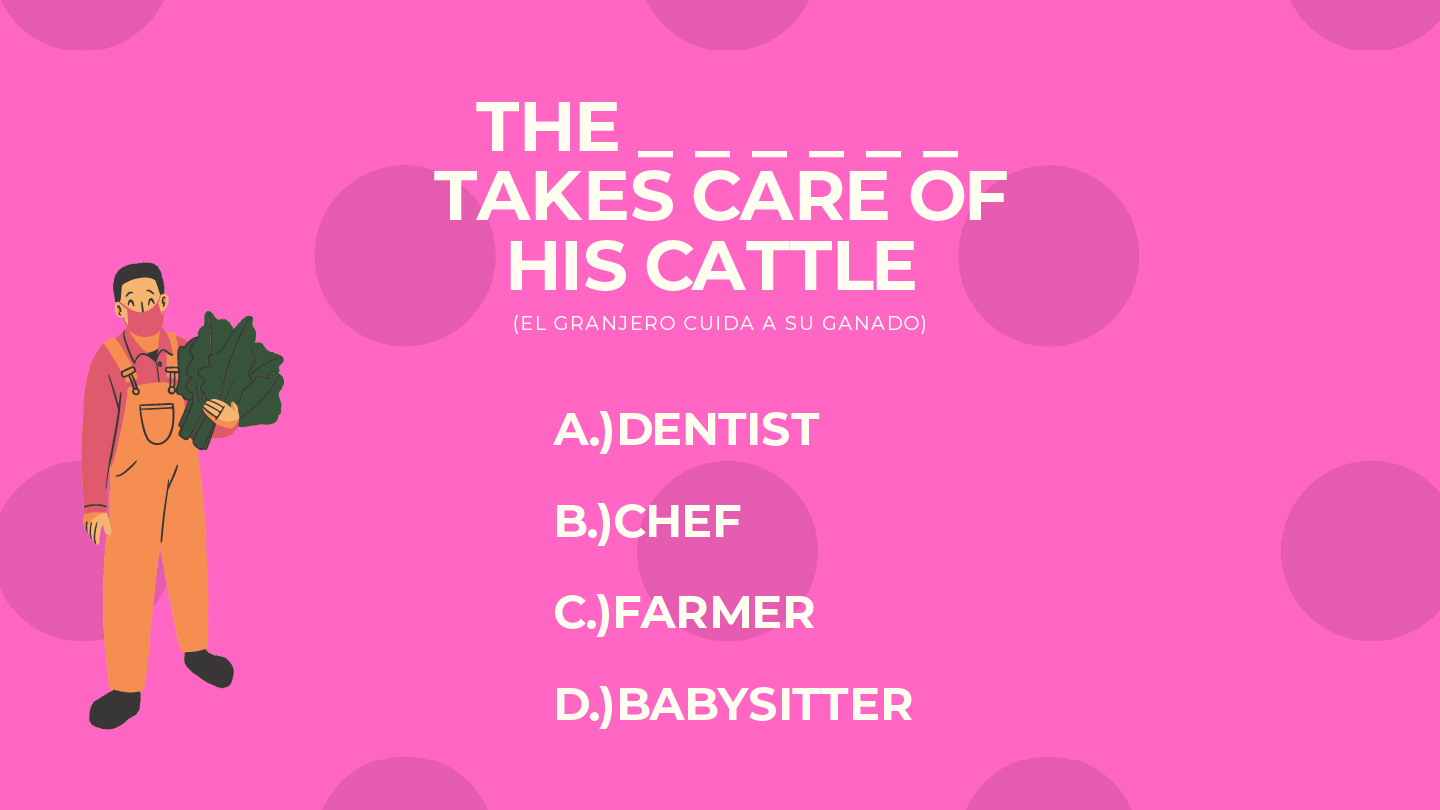 THE _ _ _ _ _ _
TAKES CARE OF
HIS CATTLE
(EL GRANJERO CUIDA A SU GANADO)
A.)DENTIST
B.)CHEF
C.)FARMER
D.)BABYSITTER